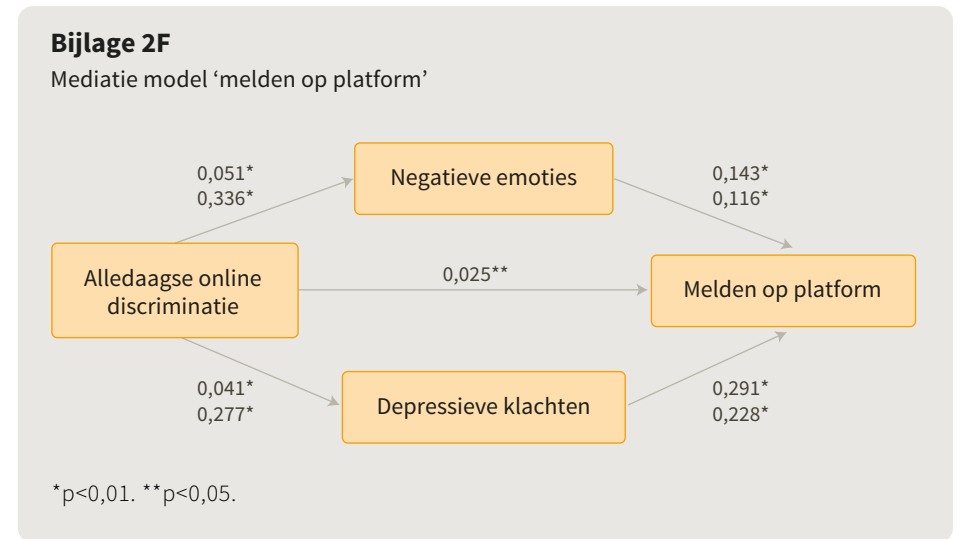 Bijlage 2F
Mediatie model ‘melden op platform’
0,051*
0,336*
Negatieve emoties
0,143*
0,116*
Alledaagse online
discriminatie
0,025**
Melden op platform
0,041*
0,277*
Depressieve klachten
0,291*
0,228*
*p<0,01. **p<0,05.